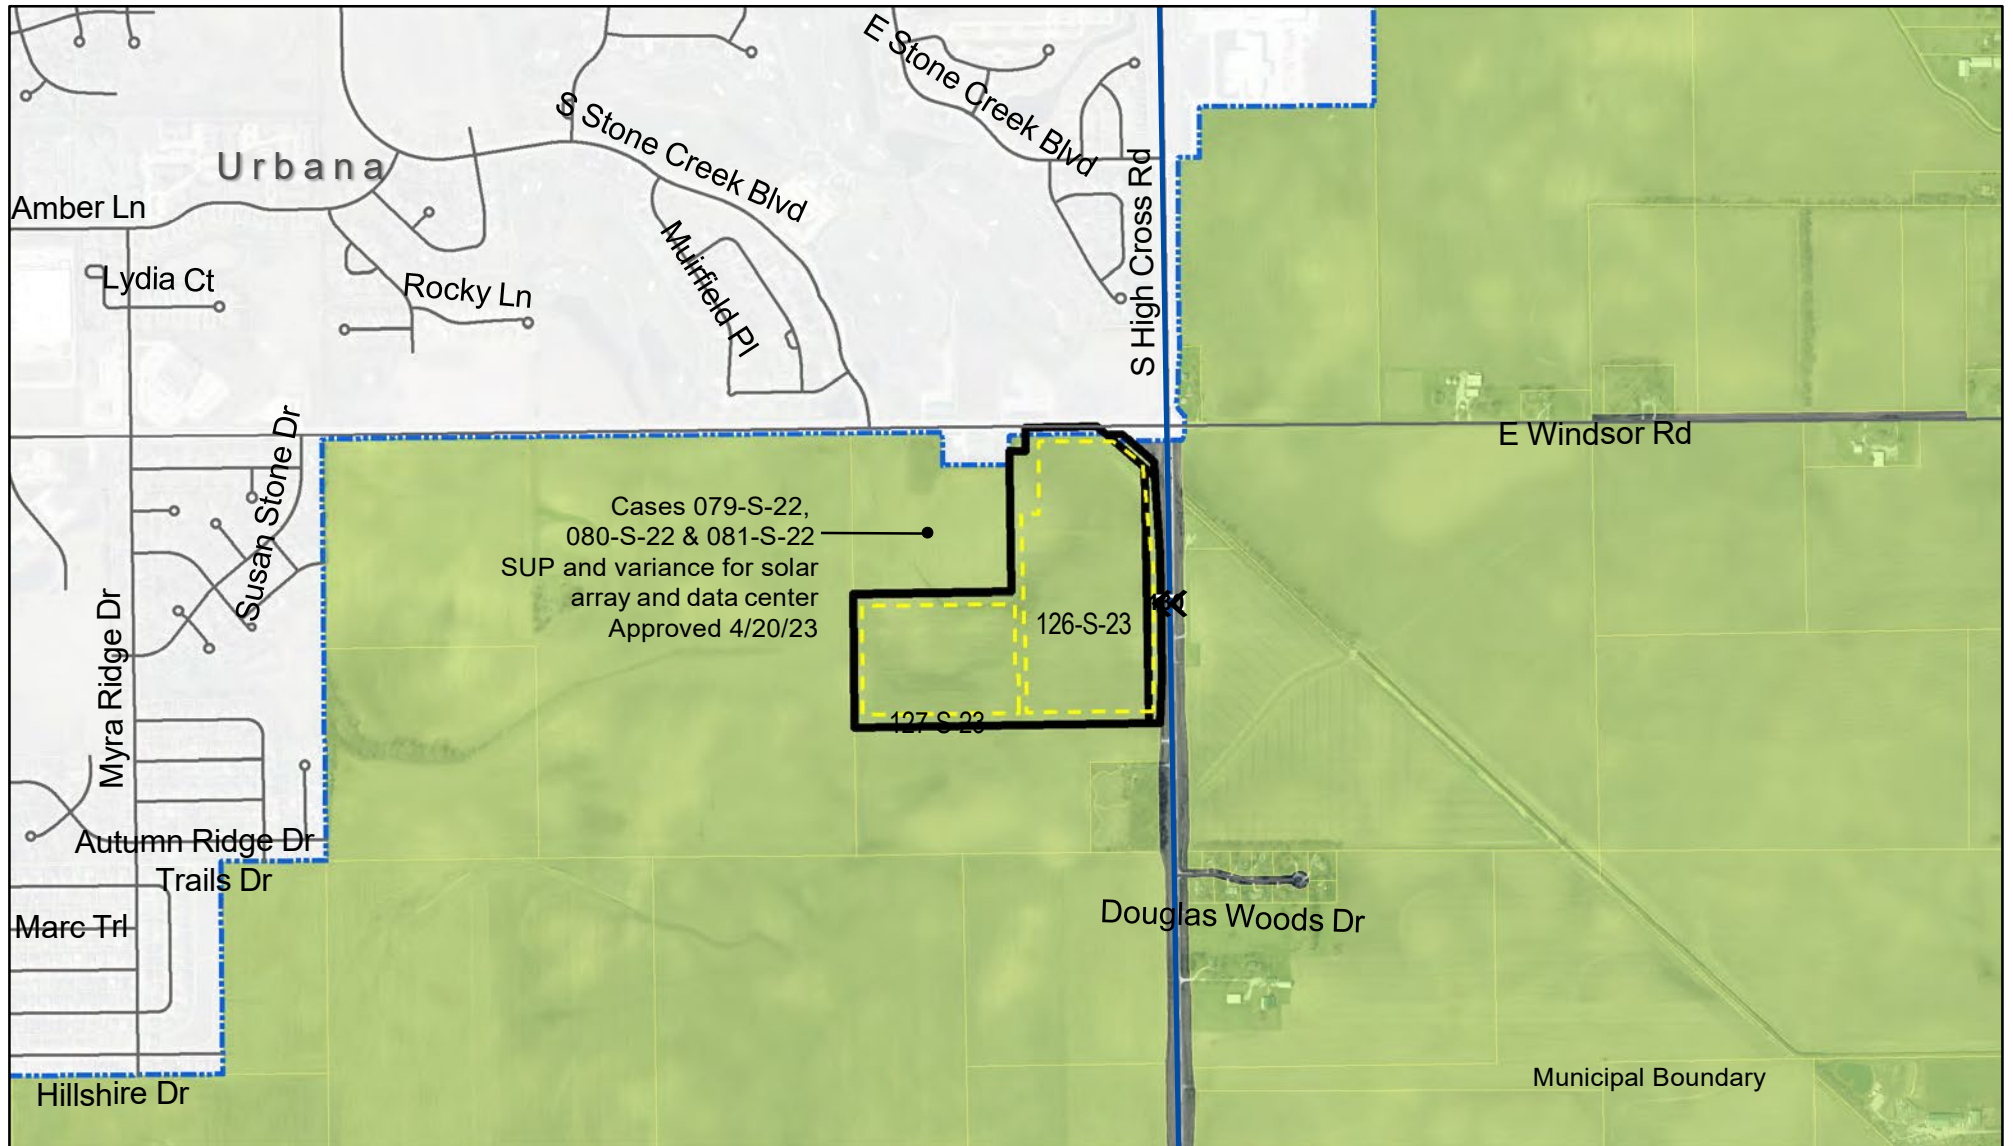 E Stone Creek Blvd
S Stone Creek Blvd
Urbana
S High Cross Rd
Amber Ln
Lydia Ct
Rocky Ln
Muirfield Pl
E Windsor Rd
Susan Stone Dr
Cases 079-S-22,
080-S-22 & 081-S-22
SUP and variance for solar
array and data center
Approved 4/20/23
126-S-23
127-S-23
Myra Ridge Dr
Autumn Ridge Dr
Trails Dr
Marc Trl
Douglas Woods Dr
Municipal Boundary
Hillshire Dr